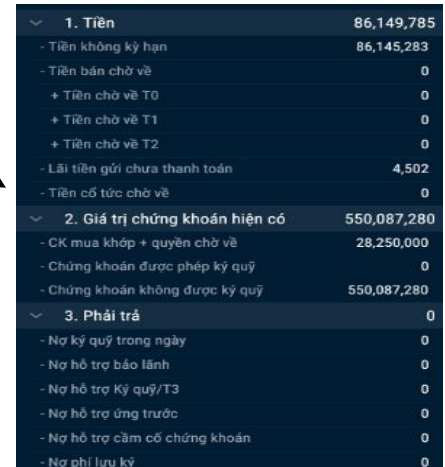 1. Tiền 86,149,785
- Tiền không kỳ hạn 86,145,283
- Tiền bán chờ về 0
+ Tiền chờ về T0 0
+ Tiền chờ về T1 0
+ Tiền chờ về T2 0
- Lãi tiền gửi chưa thanh toán 4,502
- Tiền cổ tức chờ về 0
2. Giá trị chứng khoán hiện có 550,087,280
- CK mua khớp + quyền chờ về 28,250,000
- Chứng khoán được phép ký quỹ 0
- Chứng khoán không được ký quỹ 550,087,280
3. Phải trả 0
- Nợ ký quỹ trong ngày 0
- Nợ hỗ trợ bảo lãnh 0
- Nợ hỗ trợ Ký quỹ/T3 0
- Nợ hỗ trợ ứng trước 0
- Nợ hỗ trợ cầm cố chứng khoán 0
- Nợ phí lưu ký 0